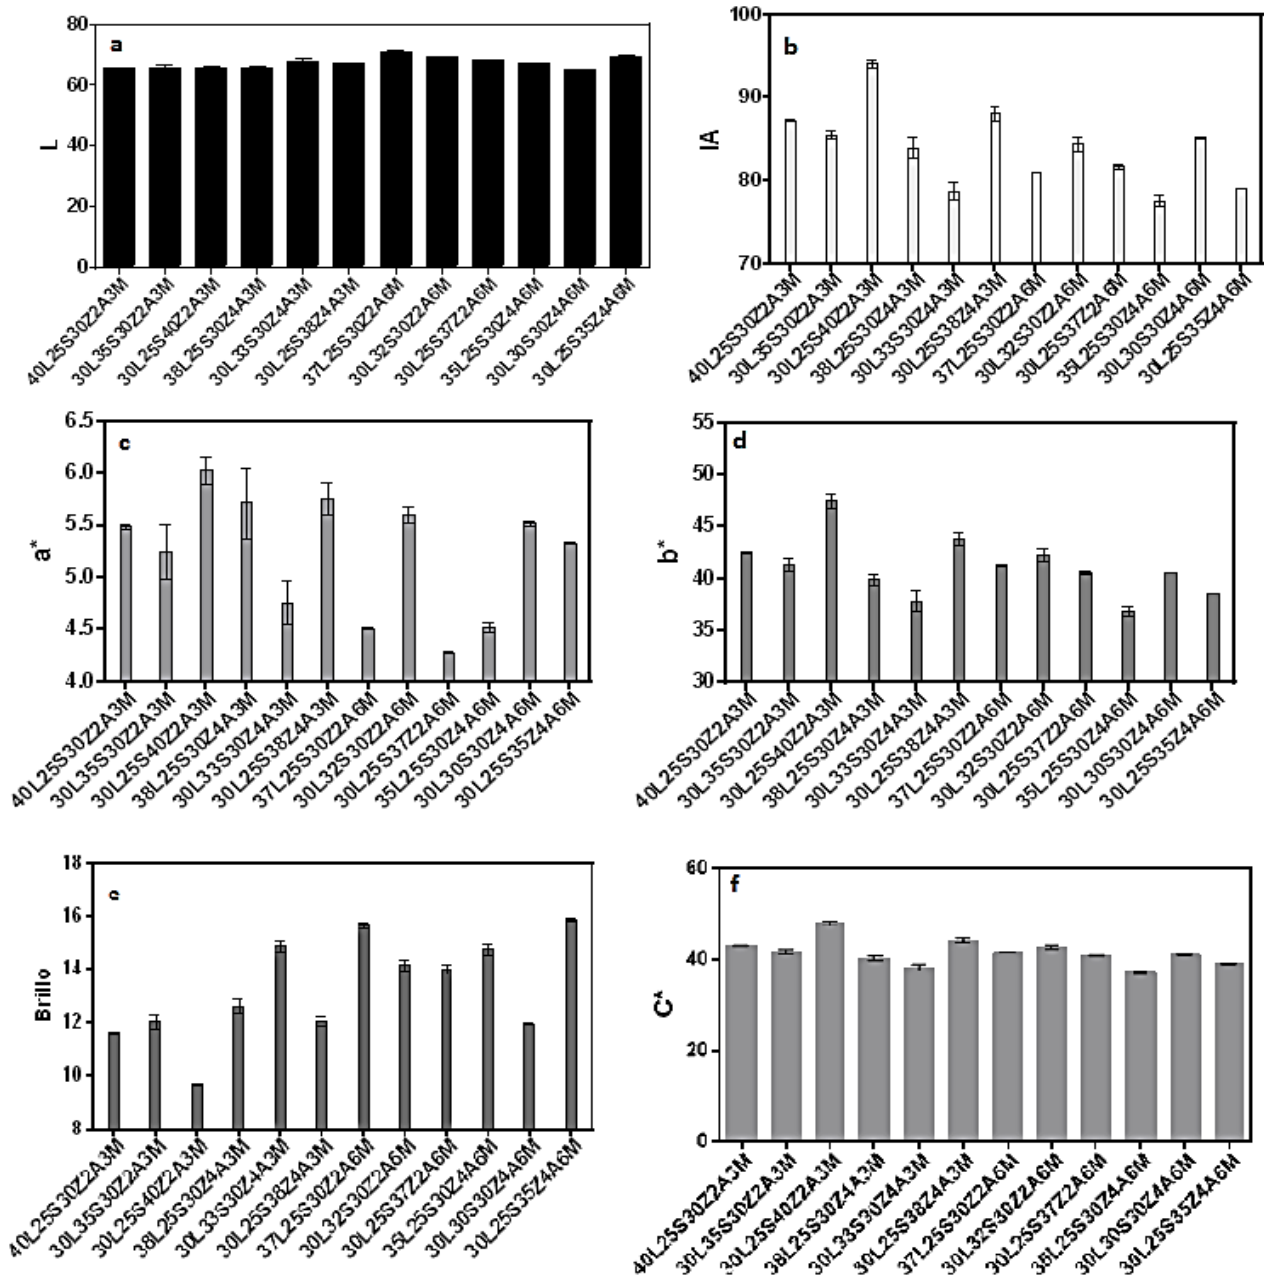 a
L
80
60
40
20
0
40L25S30Z2A3M
30L35S30Z2A3M
30L25S40Z2A3M
38L25S30Z4A3M
30L33S30Z4A3M
30L25S38Z4A3M
37L25S30Z2A6M
30L32S30Z2A6M
30L25S37Z2A6M
35L25S30Z4A6M
30L30S30Z4A6M
30L25S35Z4A6M
b
IA
100
90
80
70
40L25S30Z2A3M
30L35S30Z2A3M
30L25S40Z2A3M
38L25S30Z4A3M
30L33S30Z4A3M
30L25S38Z4A3M
37L25S30Z2A6M
30L32S30Z2A6M
30L25S37Z2A6M
35L25S30Z4A6M
30L30S30Z4A6M
30L25S35Z4A6M
c
a*
6.5
6.0
5.5
5.0
4.5
4.0
40L25S30Z2A3M
30L35S30Z2A3M
30L25S40Z2A3M
38L25S30Z4A3M
30L33S30Z4A3M
30L25S38Z4A3M
37L25S30Z2A6M
30L32S30Z2A6M
30L25S37Z2A6M
35L25S30Z4A6M
30L30S30Z4A6M
30L25S35Z4A6M
d
b*
55
50
45
40
35
30
40L25S30Z2A3M
30L35S30Z2A3M
30L25S40Z2A3M
38L25S30Z4A3M
30L33S30Z4A3M
30L25S38Z4A3M
37L25S30Z2A6M
30L32S30Z2A6M
30L25S37Z2A6M
35L25S30Z4A6M
30L30S30Z4A6M
30L25S35Z4A6M
e
Brillo
18
16
14
12
10
8
40L25S30Z2A3M
30L35S30Z2A3M
30L25S40Z2A3M
38L25S30Z4A3M
30L33S30Z4A3M
30L25S38Z4A3M
37L25S30Z2A6M
30L32S30Z2A6M
30L25S37Z2A6M
35L25S30Z4A6M
30L30S30Z4A6M
30L25S35Z4A6M
f
C*
60
40
20
0
40L25S30Z2A3M
30L35S30Z2A3M
30L25S40Z2A3M
38L25S30Z4A3M
30L33S30Z4A3M
30L25S38Z4A3M
37L25S30Z2A6M
30L32S30Z2A6M
30L25S37Z2A6M
35L25S30Z4A6M
30L30S30Z4A6M
30L25S35Z4A6M